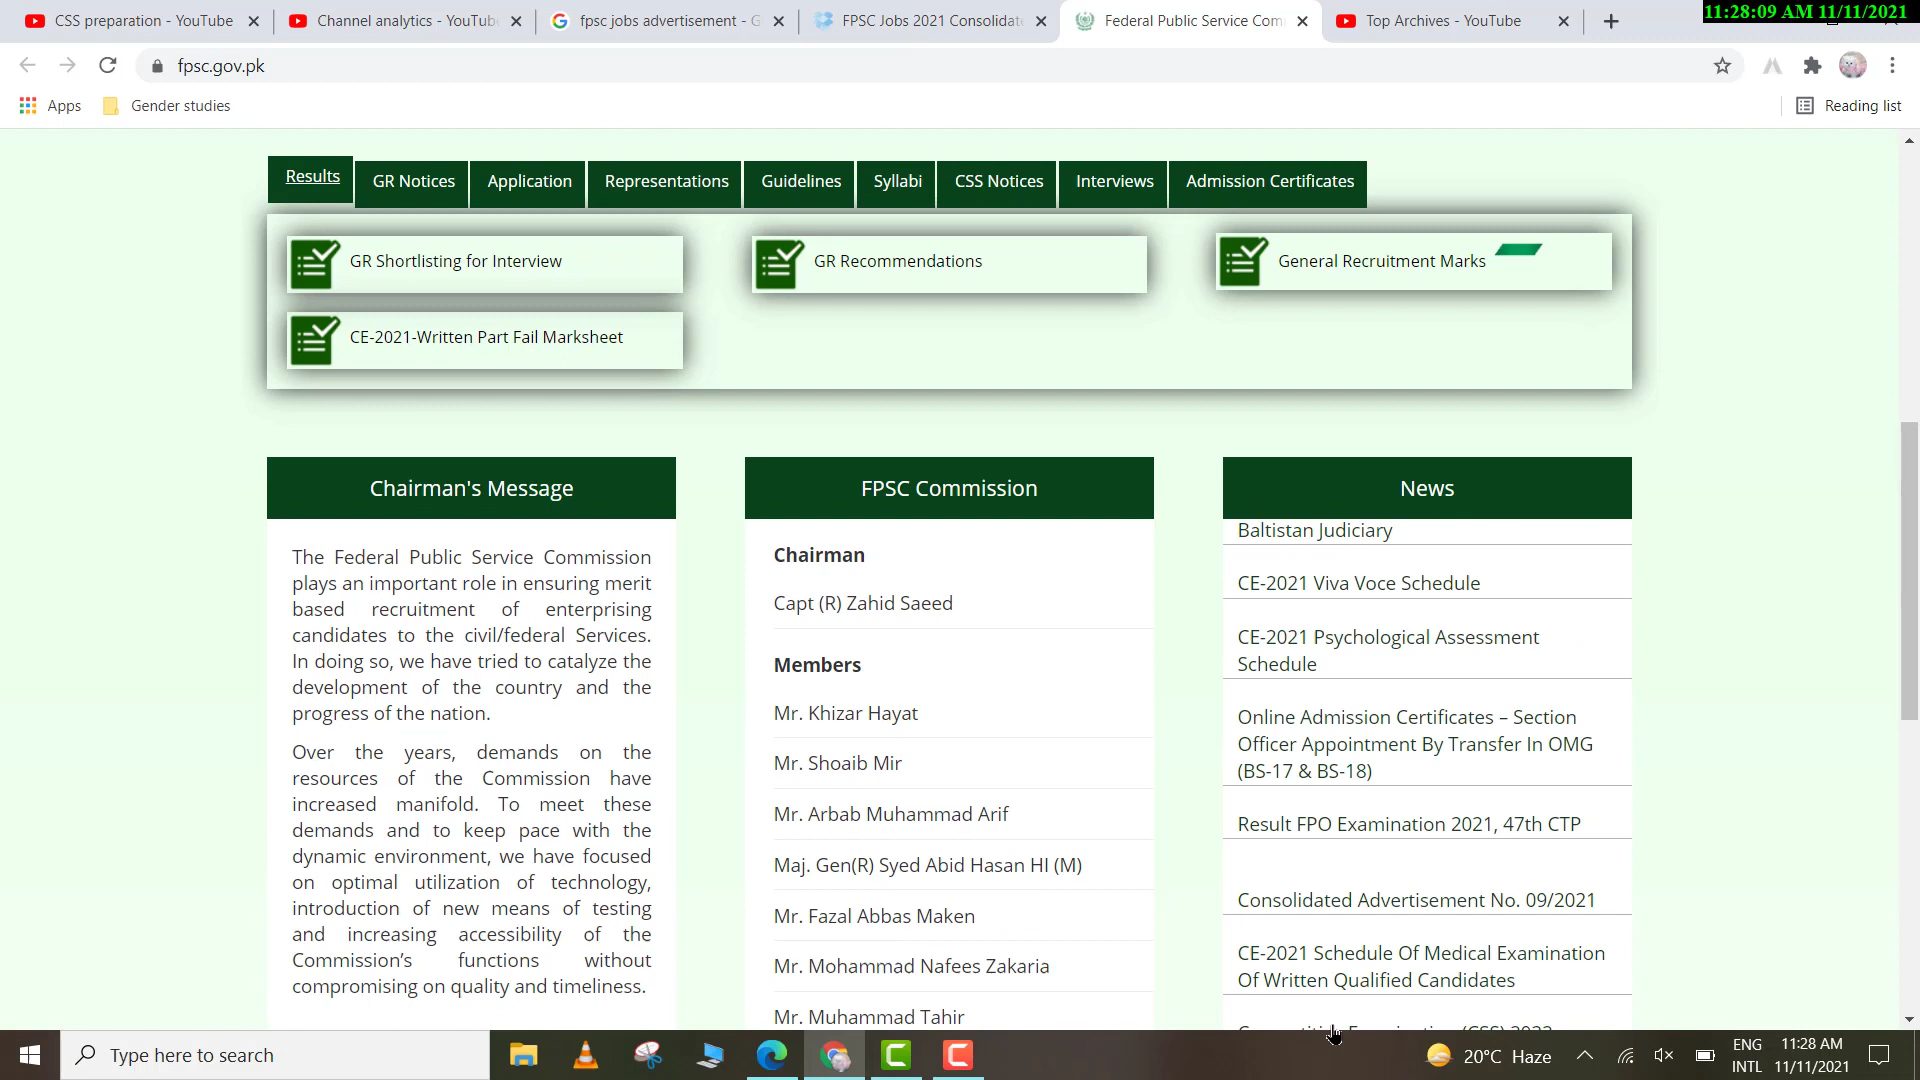 CSS preparation - YouTube
Channel analytics - YouTube
fpsc jobs advertisement - G
FPSC Jobs 2021 Consolidate
Federal Public Service Com
Top Archives - YouTube
11:28:09 AM 11/11/2021
fpsc.gov.pk
Apps
Gender studies
Reading list
Results
GR Notices
Application
Representations
Guidelines
Syllabi
CSS Notices
Interviews
Admission Certificates
GR Shortlisting for Interview
GR Recommendations
General Recruitment Marks
CE-2021-Written Part Fail Marksheet
Chairman's Message
The Federal Public Service Commission
plays an important role in ensuring merit
based recruitment of enterprising
candidates to the civil/federal Services.
In doing so, we have tried to catalyze the
development of the country and the
progress of the nation.
Over the years, demands on the
resources of the Commission have
increased manifold. To meet these
demands and to keep pace with the
dynamic environment, we have focused
on optimal utilization of technology,
introduction of new means of testing
and increasing accessibility of the
Commission's functions without
compromising on quality and timeliness.
FPSC Commission
Chairman
Capt (R) Zahid Saeed
Members
Mr. Khizar Hayat
Mr. Shoaib Mir
Mr. Arbab Muhammad Arif
Maj. Gen(R) Syed Abid Hasan HI (M)
Mr. Fazal Abbas Maken
Mr. Mohammad Nafees Zakaria
Mr. Muhammad Tahir
News
Baltistan Judiciary
CE-2021 Viva Voce Schedule
CE-2021 Psychological Assessment
Schedule
Online Admission Certificates – Section
Officer Appointment By Transfer In OMG
(BS-17 & BS-18)
Result FPO Examination 2021, 47th CTP
Consolidated Advertisement No. 09/2021
CE-2021 Schedule Of Medical Examination
Of Written Qualified Candidates
Type here to search
20°C Haze
ENG
INTL
11:28 AM
11/11/2021